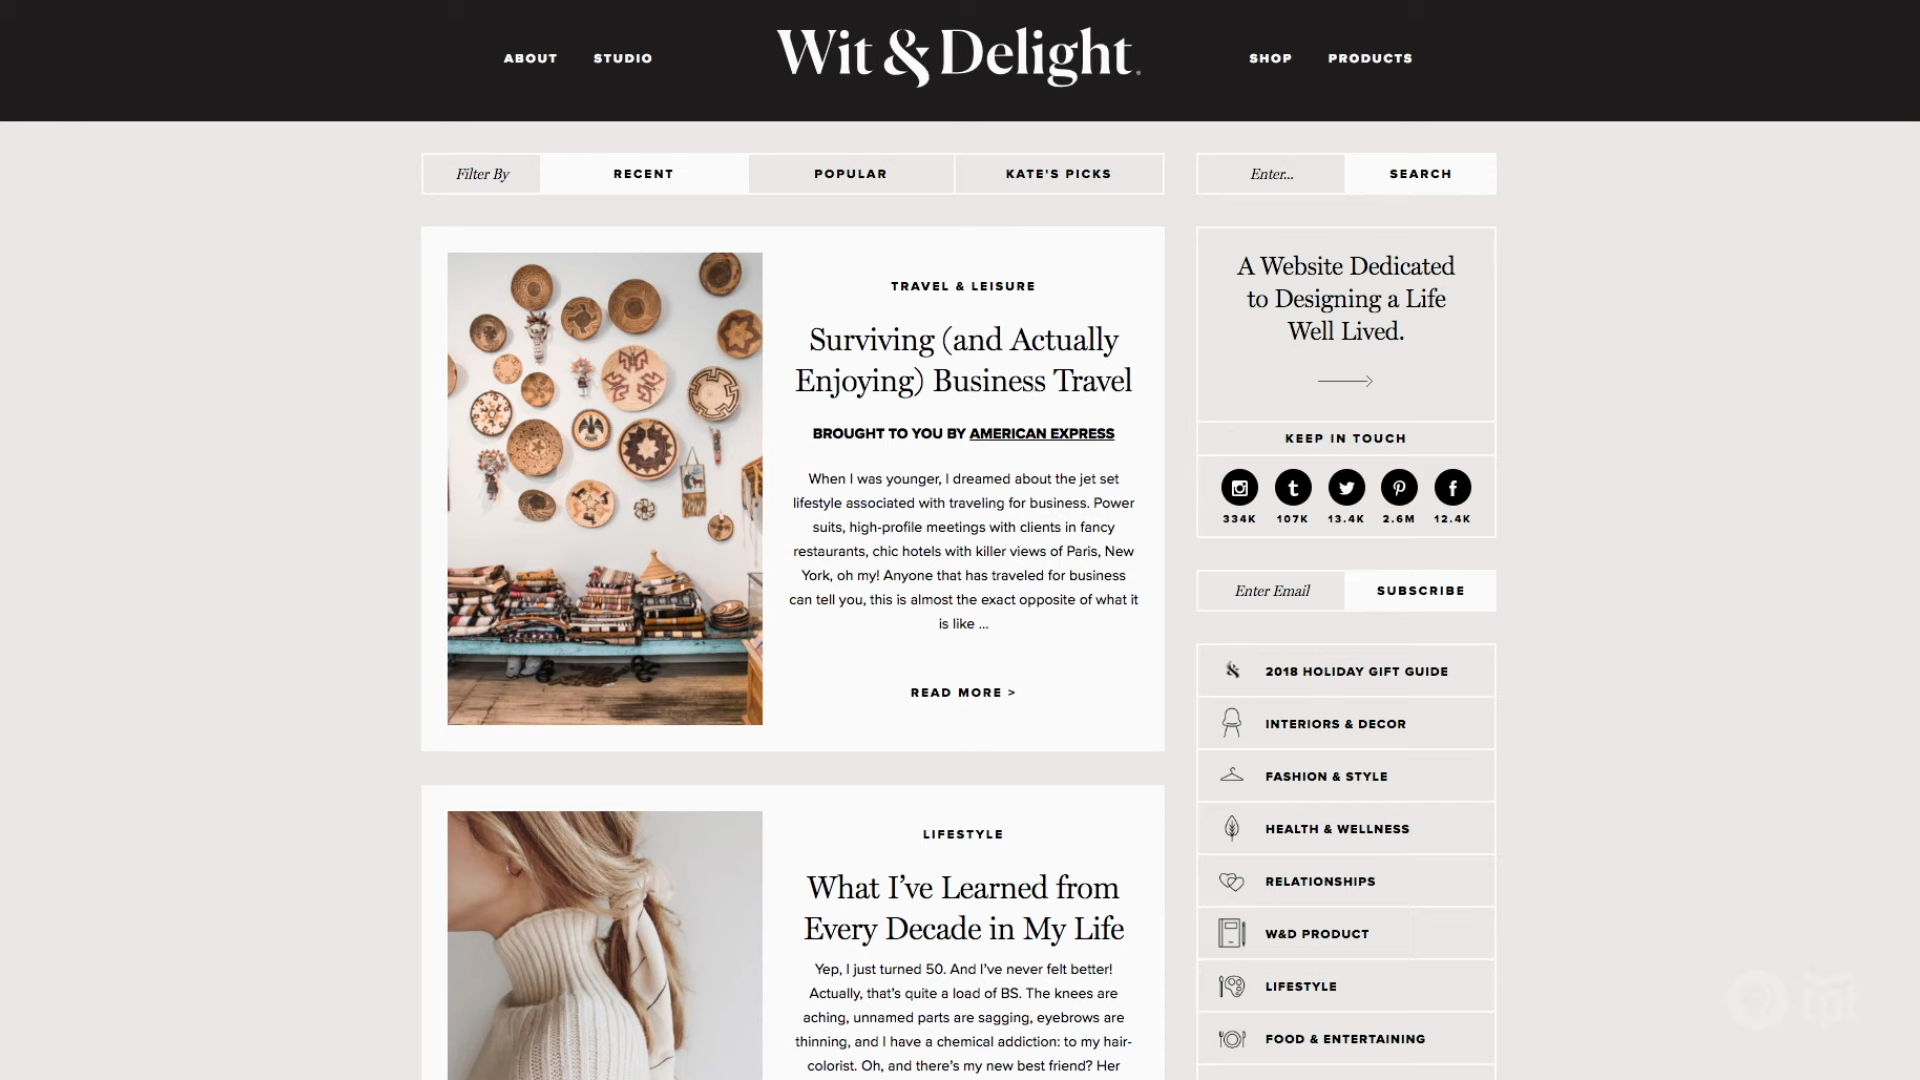 ABOUT
STUDIO
Wit & Delight.
SHOP
PRODUCTS
Filter By
RECENT
POPULAR
KATE'S PICKS
Enter...
SEARCH
TRAVEL & LEISURE
Surviving (and Actually
Enjoying) Business Travel
BROUGHT TO YOU BY AMERICAN EXPRESS
When I was younger, I dreamed about the jet set
lifestyle associated with traveling for business. Power
suits, high-profile meetings with clients in fancy
restaurants, chic hotels with killer views of Paris, New
York, oh my! Anyone that has traveled for business
can tell you, this is almost the exact opposite of what it
is like ...
READ MORE >
LIFESTYLE
What I’ve Learned from
Every Decade in My Life
Yep, I just turned 50. And I’ve never felt better!
Actually, that’s quite a load of BS. The knees are
aching, unnamed parts are sagging, eyebrows are
thinning, and I have a chemical addiction: to my hair-
colorist. Oh, and there’s my new best friend? Her
A Website Dedicated
to Designing a Life
Well Lived.
KEEP IN TOUCH
334K
107K
13.4K
2.6M
12.4K
Enter Email
SUBSCRIBE
2018 HOLIDAY GIFT GUIDE
INTERIORS & DECOR
FASHION & STYLE
HEALTH & WELLNESS
RELATIONSHIPS
W&D PRODUCT
LIFESTYLE
FOOD & ENTERTAINING
tpt